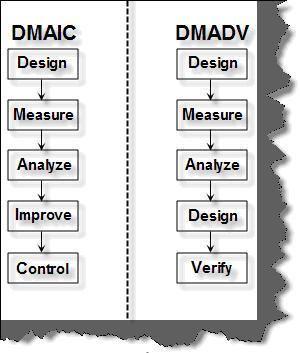 DMAIC
Design
Measure
Analyze
Improve
Control
DMADV
Design
Measure
Analyze
Design
Verify